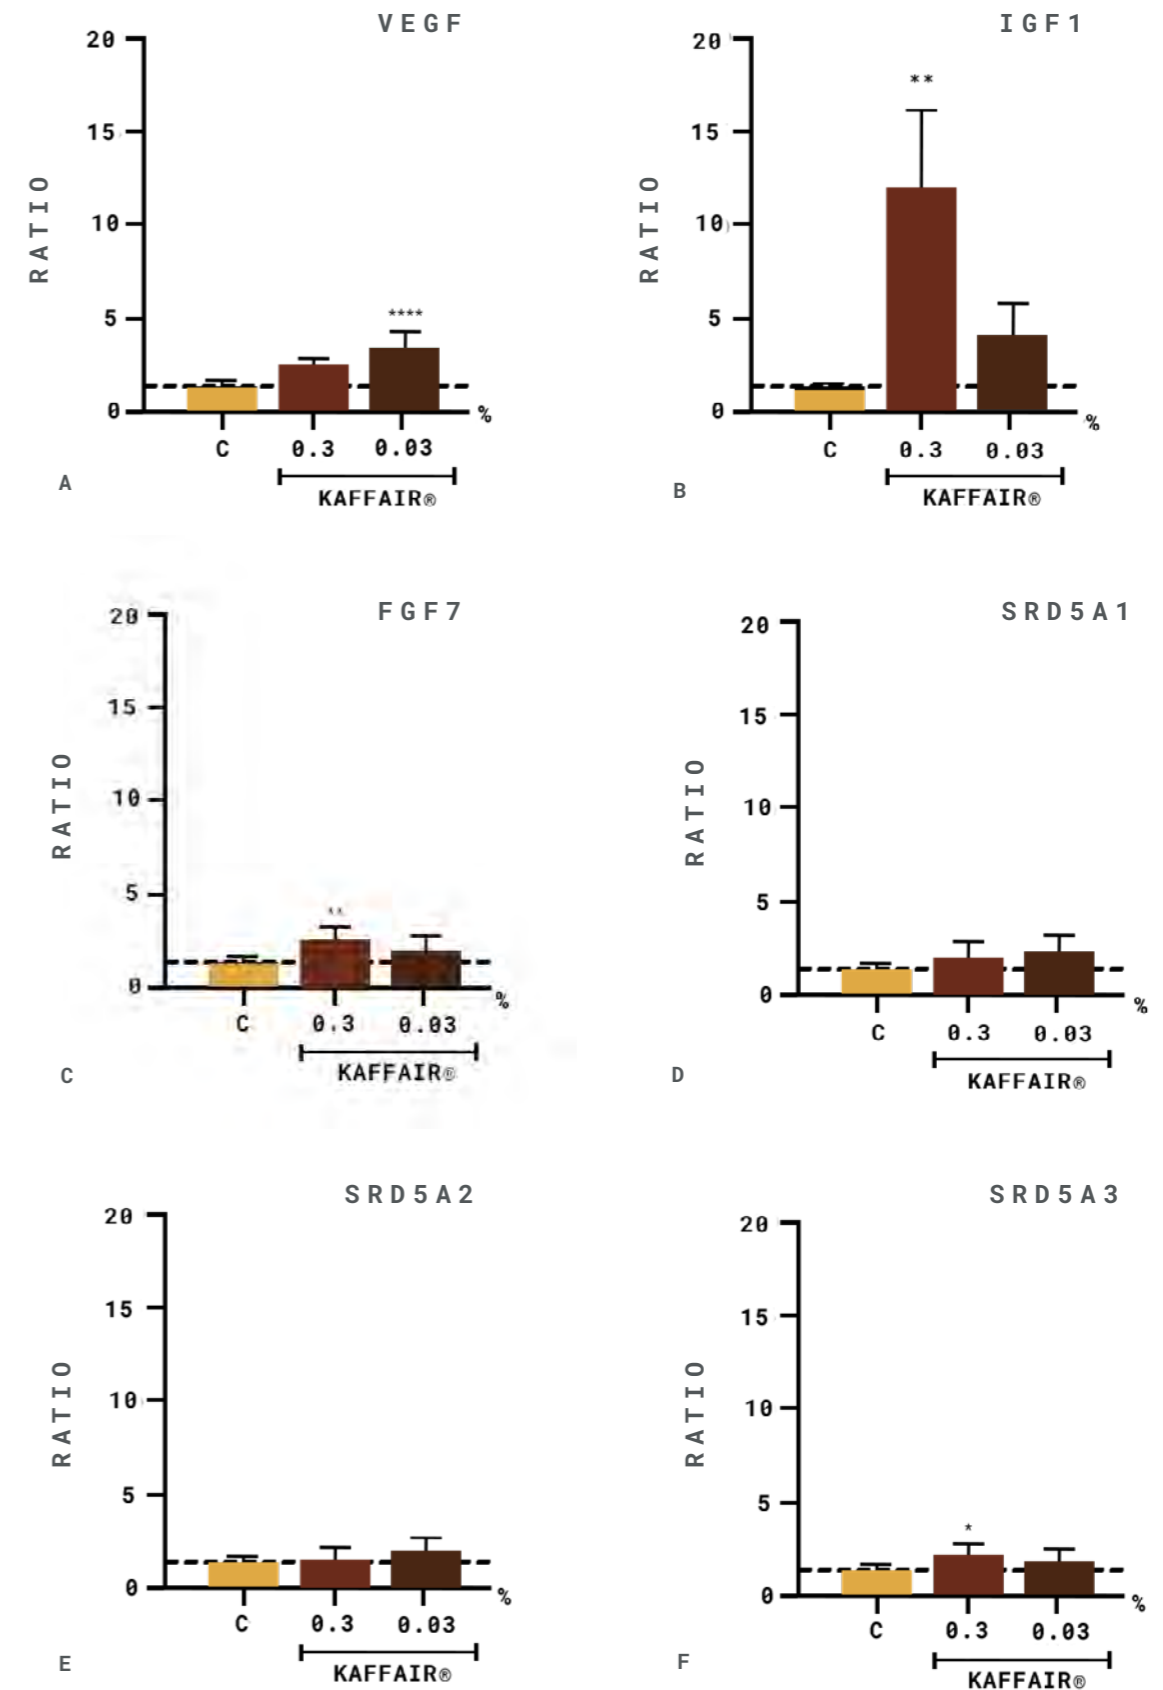 VEGF
20
15
10
5
0
RATIO
****
%
C 0.3 0.03
KAFFAIR®
A
IGF1
20
15
10
5
0
RATIO
**
%
C 0.3 0.03
KAFFAIR®
B
FGF7
20
15
10
5
0
RATIO
**
%
C 0.3 0.03
KAFFAIR®
C
SRD5A1
20
15
10
5
0
RATIO
%
C 0.3 0.03
KAFFAIR®
D
SRD5A2
20
15
10
5
0
RATIO
%
C 0.3 0.03
KAFFAIR®
E
SRD5A3
20
15
10
5
0
RATIO
*
%
C 0.3 0.03
KAFFAIR®
F